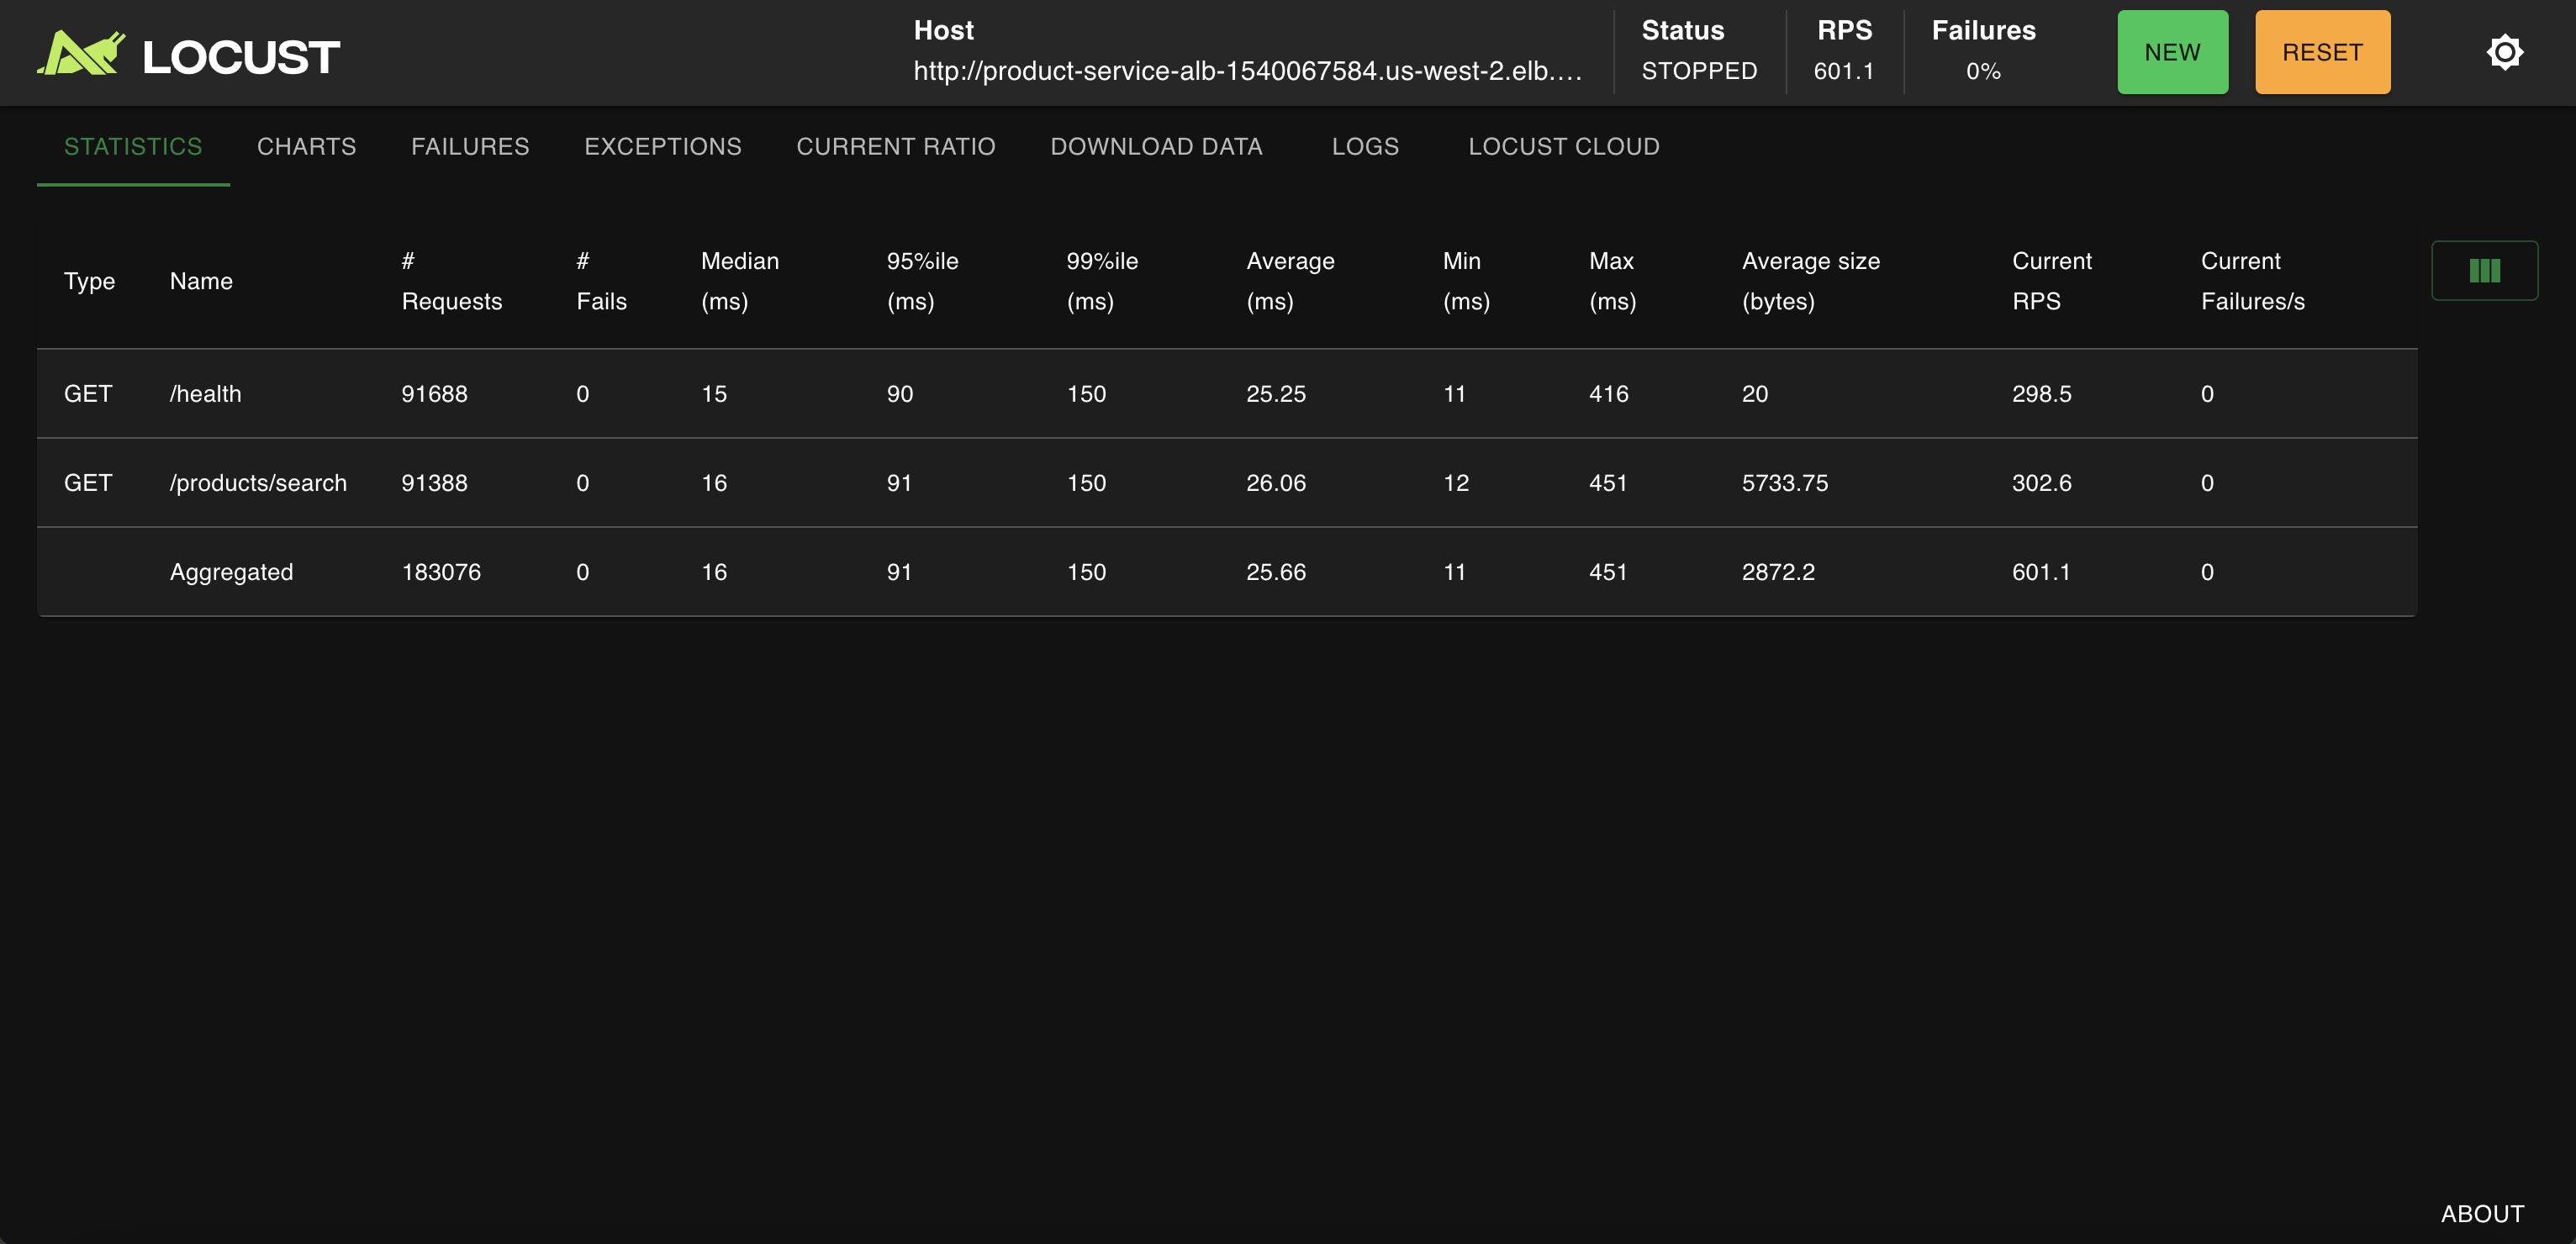 LOCUST
Host
http://product-service-alb-1540067584.us-west-2.elb....
Status
STOPPED
RPS
601.1
Failures
0%
NEW
RESET
STATISTICS CHARTS FAILURES EXCEPTIONS CURRENT RATIO DOWNLOAD DATA LOGS LOCUST CLOUD
Type Name # Requests # Fails Median (ms) 95%ile (ms) 99%ile (ms) Average (ms) Min (ms) Max (ms) Average size (bytes) Current RPS Current Failures/s
GET /health 91688 0 15 90 150 25.25 11 416 20 298.5 0
GET /products/search 91388 0 16 91 150 26.06 12 451 5733.75 302.6 0
Aggregated 183076 0 16 91 150 25.66 11 451 2872.2 601.1 0
ABOUT